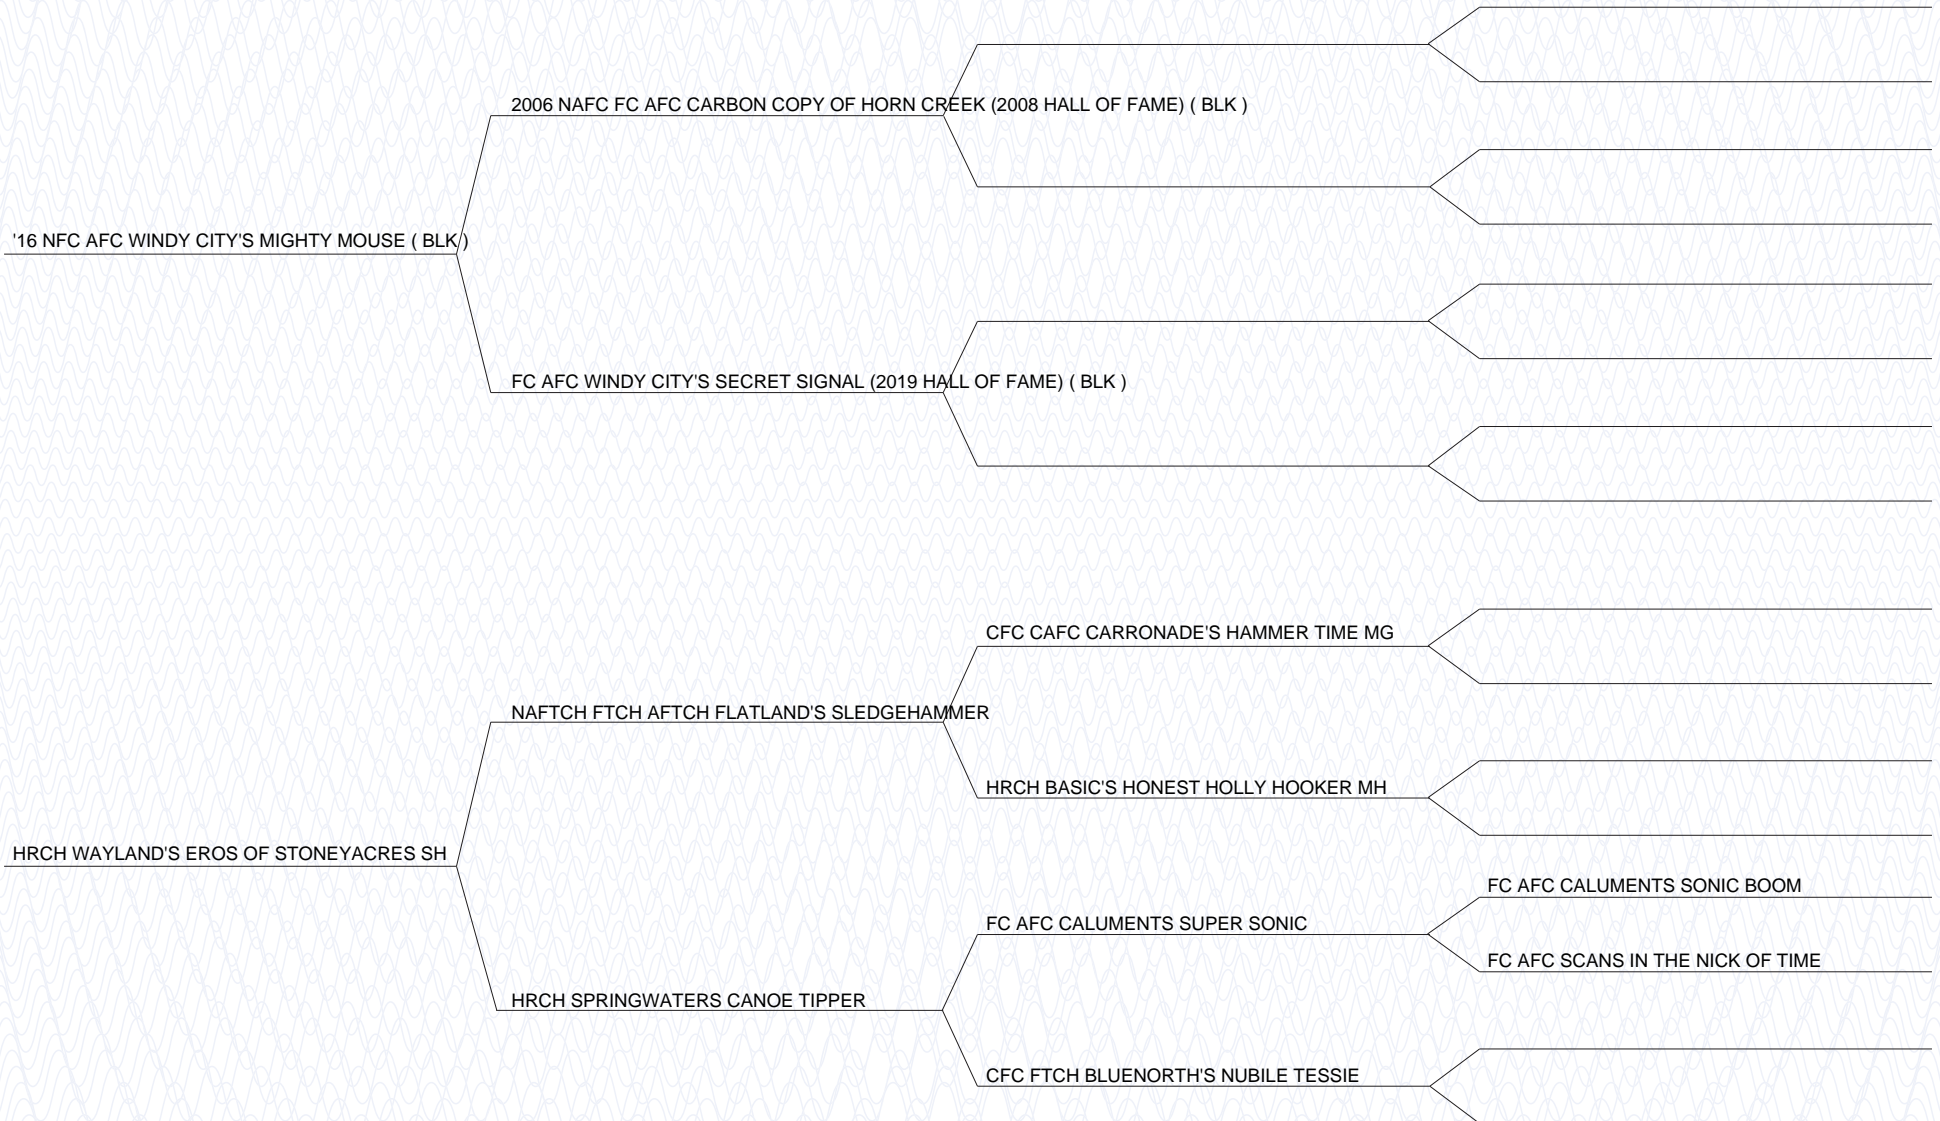 2006 NAFC FC AFC CARBON COPY OF HORN CREEK (2008 HALL OF FAME) ( BLK )
'16 NFC AFC WINDY CITY'S MIGHTY MOUSE ( BLK )
FC AFC WINDY CITY'S SECRET SIGNAL (2019 HALL OF FAME) ( BLK )
CFC CAFC CARRONADE'S HAMMER TIME MG
NAFTCH FTCH AFTCH FLATLAND'S SLEDGEHAMMER
HRCH BASIC'S HONEST HOLLY HOOKER MH
HRCH WAYLAND'S EROS OF STONEYACRES SH
FC AFC CALUMENTS SONIC BOOM
FC AFC CALUMENTS SUPER SONIC
FC AFC SCANS IN THE NICK OF TIME
HRCH SPRINGWATERS CANOE TIPPER
CFC FTCH BLUENORTH'S NUBILE TESSIE